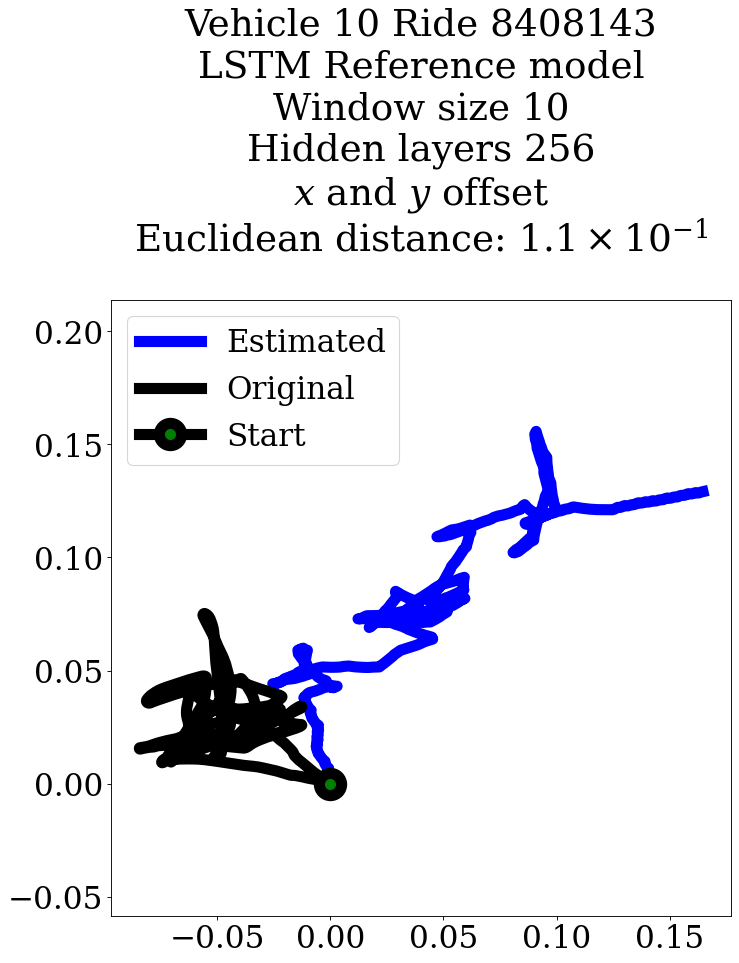 Vehicle 10 Ride 8408143
LSTM Reference model
Window size 10
Hidden layers 256
x and y offset
Euclidean distance: 1.1 × 10⁻¹
Estimated
Original
Start
0.20
0.15
0.10
0.05
0.00
−0.05
−0.05 0.00 0.05 0.10 0.15